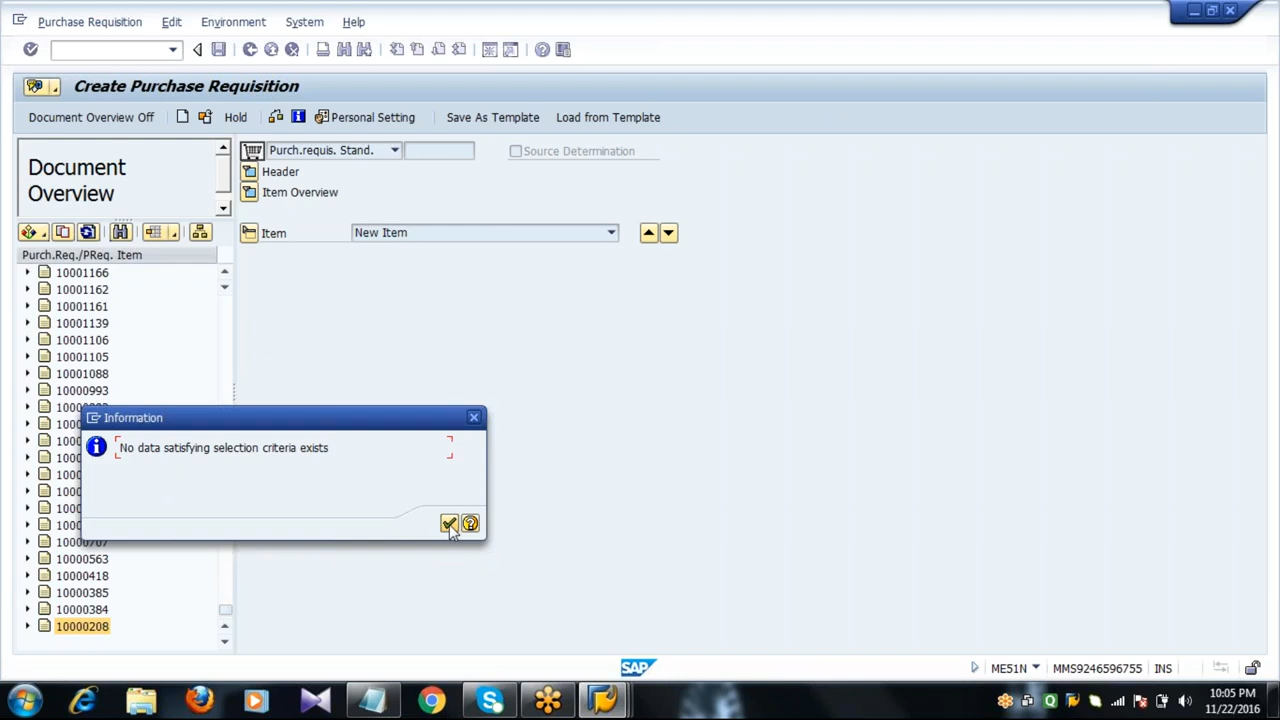 Purchase Requisition Edit Environment System Help
Create Purchase Requisition
Document Overview Off Hold Personal Setting Save As Template Load from Template
Document
Overview
Purch.requis. Stand. Source Determination
Header
Item Overview
Item New Item
Purch.Req./PReq. Item
10001166
10001162
10001161
10001139
10001106
10001105
10001088
10000993
Information
No data satisfying selection criteria exists
10000563
10000418
10000385
10000384
10000208
SAP
ME51N MMS9246596755 INS
10:05 PM
11/22/2016